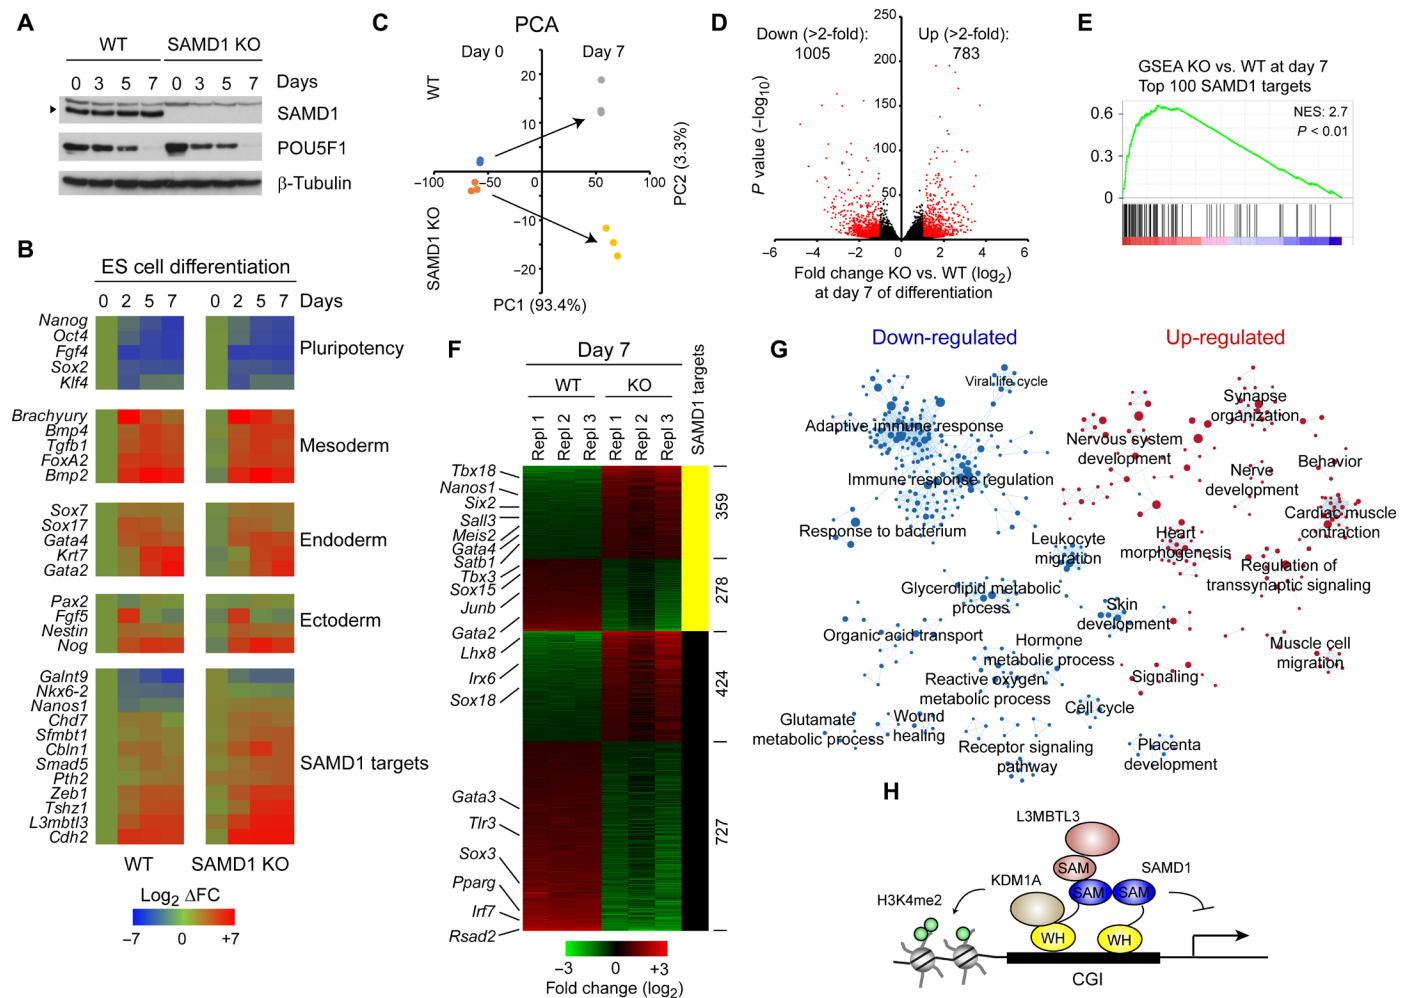 A
WT
SAMD1 KO
0 3 5 7 0 3 5 7 Days
SAMD1
POU5F1
β-Tubulin
B
ES cell differentiation
0 2 5 7 0 2 5 7 Days
Nanog
Oct4
Fgf4
Sox2
Klf4
Pluripotency
Brachyury
Bmp4
Tgfb1
FoxA2
Bmp2
Mesoderm
Sox7
Sox17
Gata4
Krt7
Gata2
Endoderm
Pax2
Fgf5
Nestin
Nog
Ectoderm
Galnt9
Nkx6-2
Nanos1
Chd7
Sfmbt1
Cbln1
Smad5
Pth2
Zeb1
Tshz1
L3mbtl3
Cdh2
SAMD1 targets
WT
SAMD1 KO
Log2 ΔFC
−7 0 +7
C
PCA
Day 0
Day 7
WT
SAMD1 KO
20
10
−10
−20
−100 −50 50 100
PC2 (3.3%)
PC1 (93.4%)
D
Down (>2-fold):
1005
Up (>2-fold):
783
250
200
150
100
50
P value (−log10)
−6 −4 −2 0 2 4 6
Fold change KO vs. WT (log2)
at day 7 of differentiation
E
GSEA KO vs. WT at day 7
Top 100 SAMD1 targets
NES: 2.7
P < 0.01
0.6
0.3
0
F
Day 7
WT
KO
Repl 1
Repl 2
Repl 3
Repl 1
Repl 2
Repl 3
SAMD1 targets
Tbx18
Nanos1
Six2
Sall3
Meis2
Gata4
Satb1
Tbx3
Sox15
Junb
Gata2
Lhx8
Irx6
Sox18
Gata3
Tlr3
Sox3
Pparg
Irf7
Rsad2
359
278
424
727
−3 0 +3
Fold change (log2)
G
Down-regulated
Up-regulated
Viral life cycle
Adaptive immune response
Immune response regulation
Response to bacterium
Leukocyte
migration
Glycerolipid metabolic
process
Skin
development
Organic acid transport
Hormone
metabolic process
Reactive oxygen
metabolic process
Cell cycle
Glutamate
metabolic process
Wound
healing
Receptor signaling
pathway
Placenta
development
Synapse
organization
Nervous system
development
Nerve
development
Behavior
Cardiac muscle
contraction
Heart
morphogenesis
Regulation of
transsynaptic signaling
Muscle cell
migration
Signaling
H
L3MBTL3
SAM
SAMD1
KDM1A
SAM
SAM
H3K4me2
WH
WH
CGI